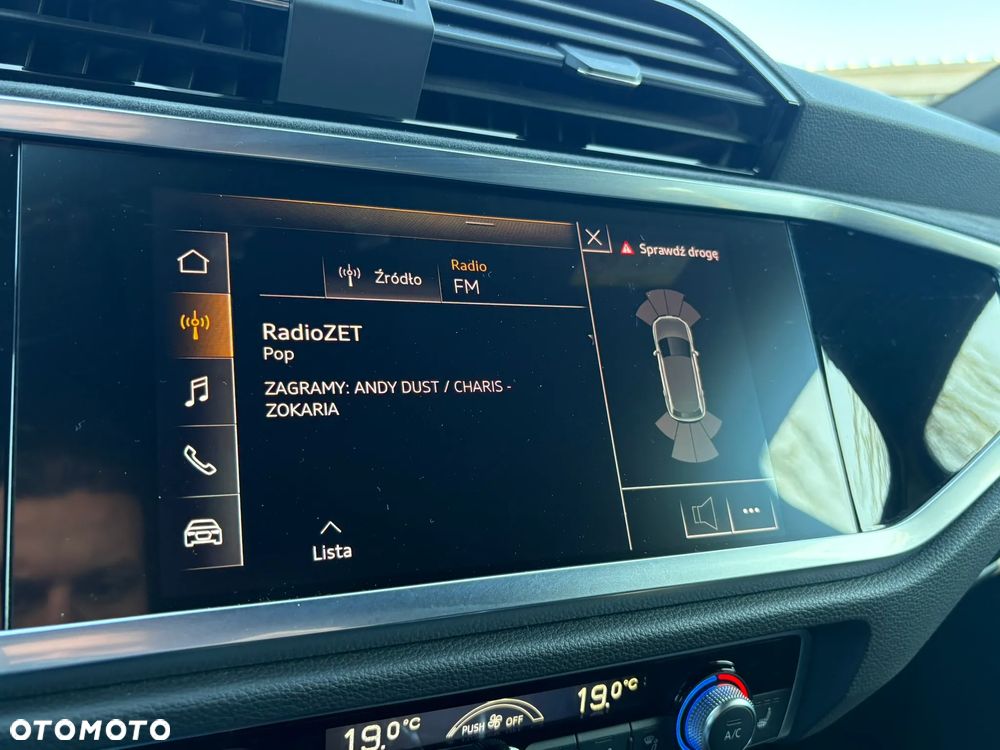 Źródło
Radio
FM
Sprawdź drogę
RadioZET
Pop
ZAGRAMY: ANDY DUST / CHARIS -
ZOKARIA
Lista
19.0°C
PUSH OFF
19.0°C
A/C
OTOMOTO